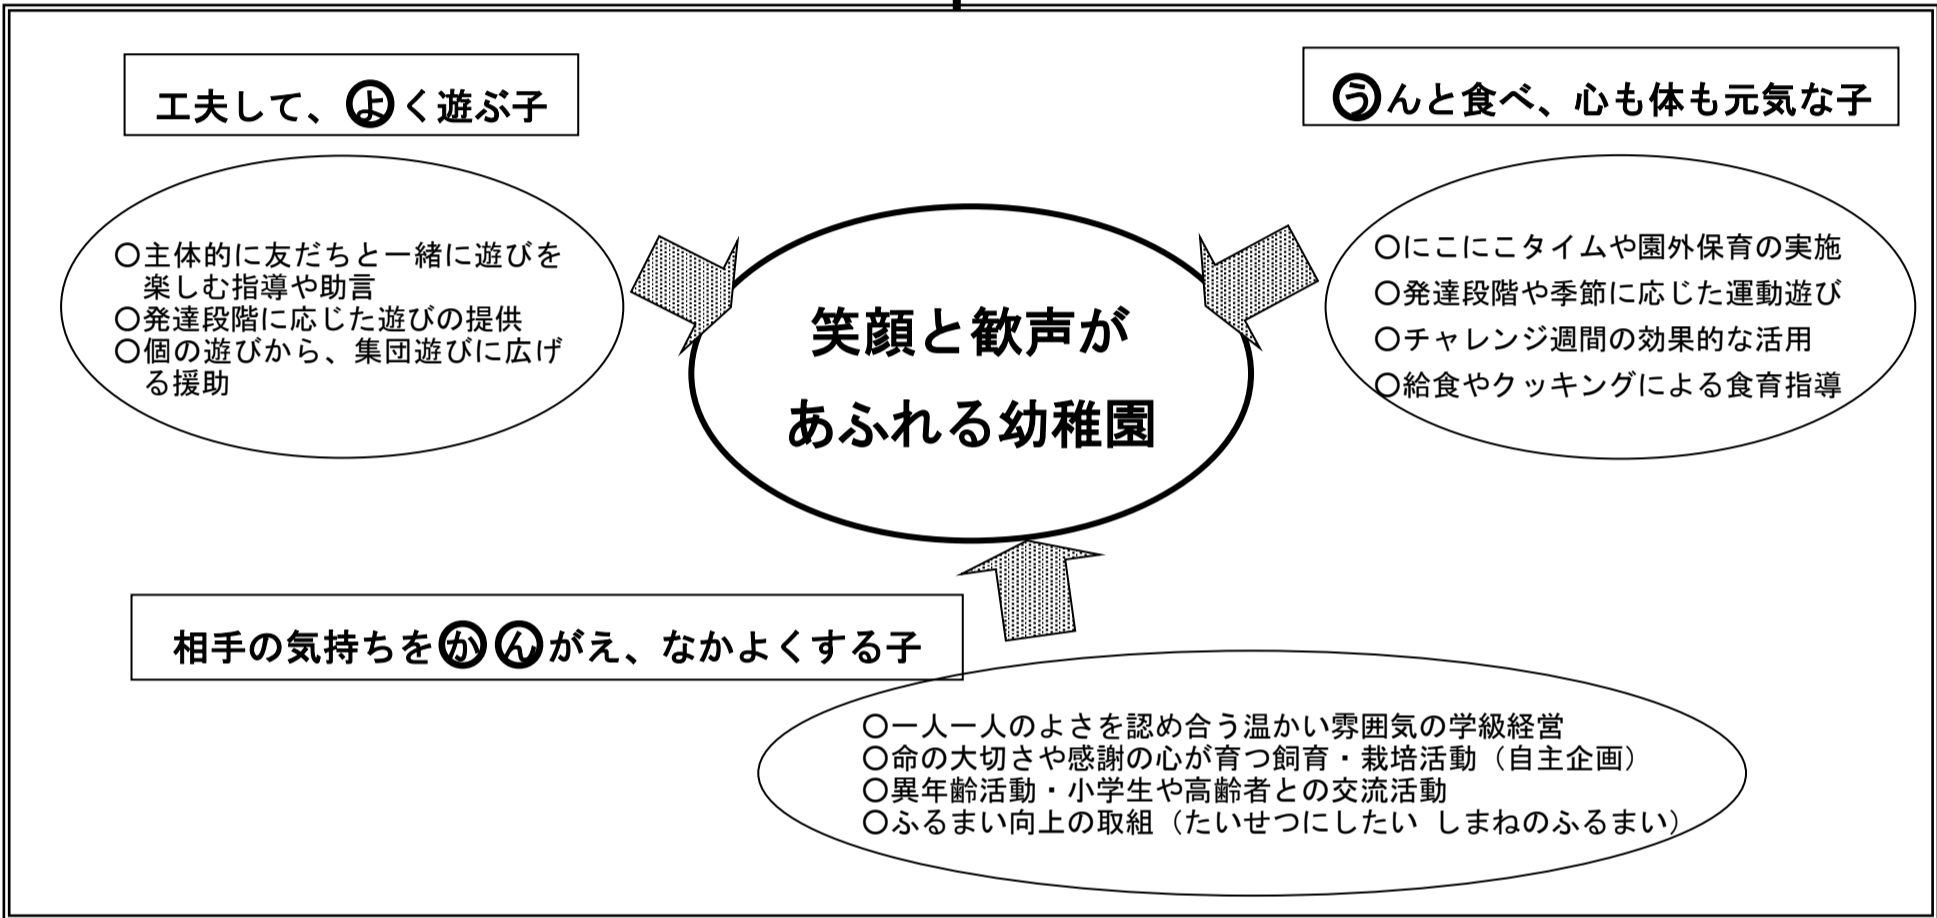 工夫して、よく遊ぶ子
〇主体的に友だちと一緒に遊びを
楽しむ指導や助言
〇発達段階に応じた遊びの提供
〇個の遊びから、集団遊びに広げ
る援助
うんと食べ、心も体も元気な子
〇にこにこタイムや園外保育の実施
〇発達段階や季節に応じた運動遊び
〇チャレンジ週間の効果的な活用
〇給食やクッキングによる食育指導
笑顔と歓声が
あふれる幼稚園
相手の気持ちをかんがえ、なかよくする子
〇一人一人のよさを認め合う温かい雰囲気の学級経営
〇命の大切さや感謝の心が育つ飼育・栽培活動（自主企画）
〇異年齢活動・小学生や高齢者との交流活動
〇ふるまい向上の取組（たいせつにしたい しまねのふるまい）